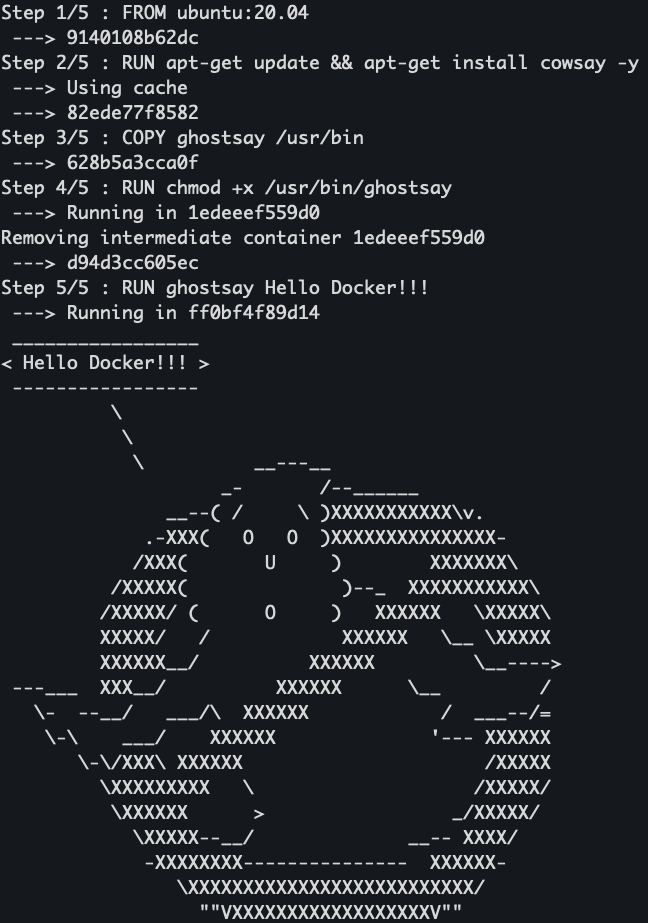 Step 1/5 : FROM ubuntu:20.04
 ---> 9140108b62dc
Step 2/5 : RUN apt-get update && apt-get install cowsay -y
 ---> Using cache
 ---> 82ede77f8582
Step 3/5 : COPY ghostsay /usr/bin
 ---> 628b5a3cca0f
Step 4/5 : RUN chmod +x /usr/bin/ghostsay
 ---> Running in 1edeeef559d0
Removing intermediate container 1edeeef559d0
 ---> d94d3cc605ec
Step 5/5 : RUN ghostsay Hello Docker!!!
 ---> Running in ff0bf4f89d14
 _________________
< Hello Docker!!! >
 -----------------
          \
           \
            \          __---__
                    _-       /--______
               __--( /     \ )XXXXXXXXXXX\v.
             .-XXX(   O   O  )XXXXXXXXXXXXXXX-
            /XXX(       U     )        XXXXXXX\
          /XXXXX(              )--_  XXXXXXXXXXX\
         /XXXXX/ (      O     )   XXXXXX   \XXXXX\
         XXXXX/   /            XXXXXX   \__ \XXXXX
         XXXXXX__/          XXXXXX         \__---->
 ---___  XXX__/          XXXXXX      \__         /
   \-  --__/   ___/\  XXXXXX            /  ___--/=
    \-\    ___/    XXXXXX              '--- XXXXXX
       \-\/XXX\ XXXXXX                      /XXXXX
         \XXXXXXXXX   \                    /XXXXX/
          \XXXXXX      >                 _/XXXXX/
            \XXXXX--__/              __-- XXXX/
             -XXXXXXXX---------------  XXXXXX-
                \XXXXXXXXXXXXXXXXXXXXXXXXXX/
                  ""VXXXXXXXXXXXXXXXXXXV""